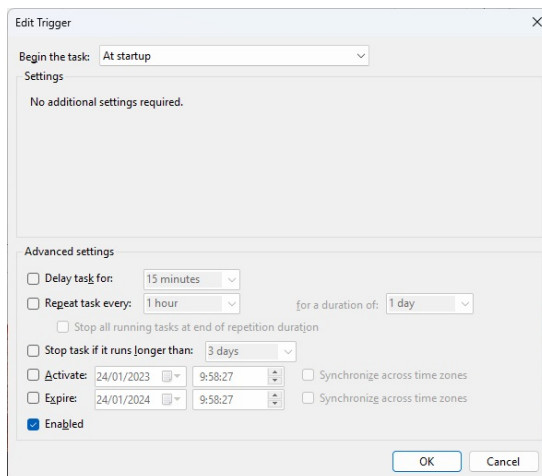 Edit Trigger
Begin the task: At startup
Settings
No additional settings required.
Advanced settings
Delay task for: 15 minutes
Repeat task every: 1 hour for a duration of: 1 day
Stop all running tasks at end of repetition duration
Stop task if it runs longer than: 3 days
Activate: 24/01/2023 9:58:27 Synchronize across time zones
Expire: 24/01/2024 9:58:27 Synchronize across time zones
Enabled
OK Cancel